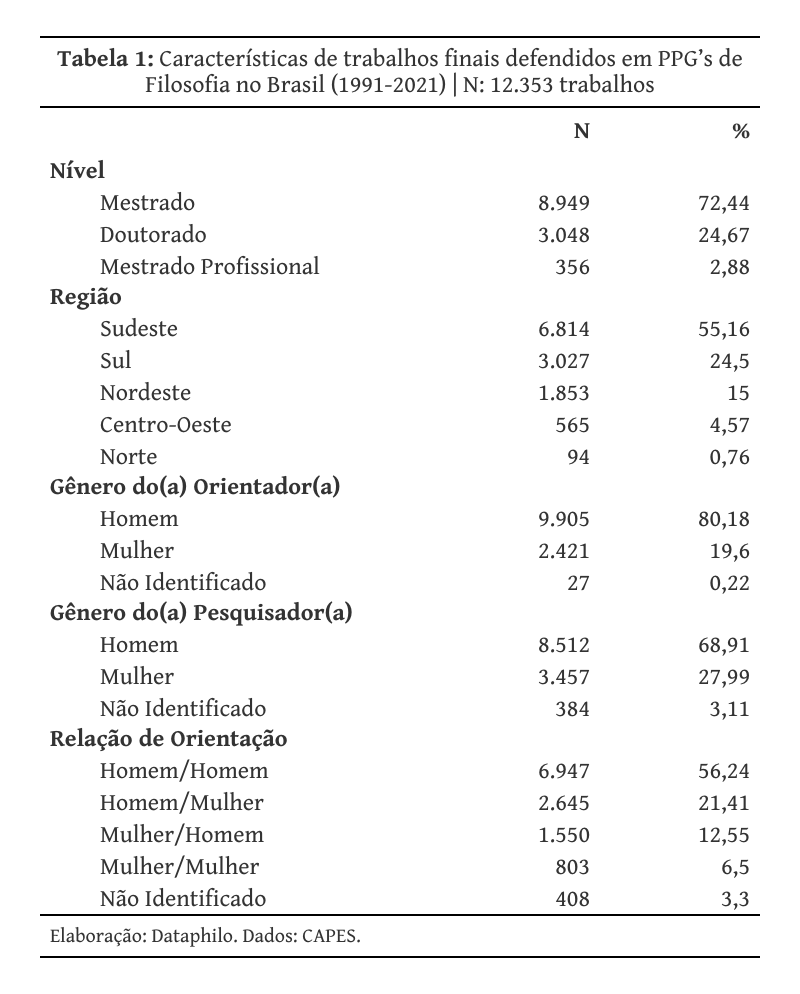 Tabela 1: Características de trabalhos finais defendidos em PPG’s de
Filosofia no Brasil (1991-2021) | N: 12.353 trabalhos
N %
Nível
Mestrado 8.949 72,44
Doutorado 3.048 24,67
Mestrado Profissional 356 2,88
Região
Sudeste 6.814 55,16
Sul 3.027 24,5
Nordeste 1.853 15
Centro-Oeste 565 4,57
Norte 94 0,76
Gênero do(a) Orientador(a)
Homem 9.905 80,18
Mulher 2.421 19,6
Não Identificado 27 0,22
Gênero do(a) Pesquisador(a)
Homem 8.512 68,91
Mulher 3.457 27,99
Não Identificado 384 3,11
Relação de Orientação
Homem/Homem 6.947 56,24
Homem/Mulher 2.645 21,41
Mulher/Homem 1.550 12,55
Mulher/Mulher 803 6,5
Não Identificado 408 3,3
Elaboração: Dataphilo. Dados: CAPES.